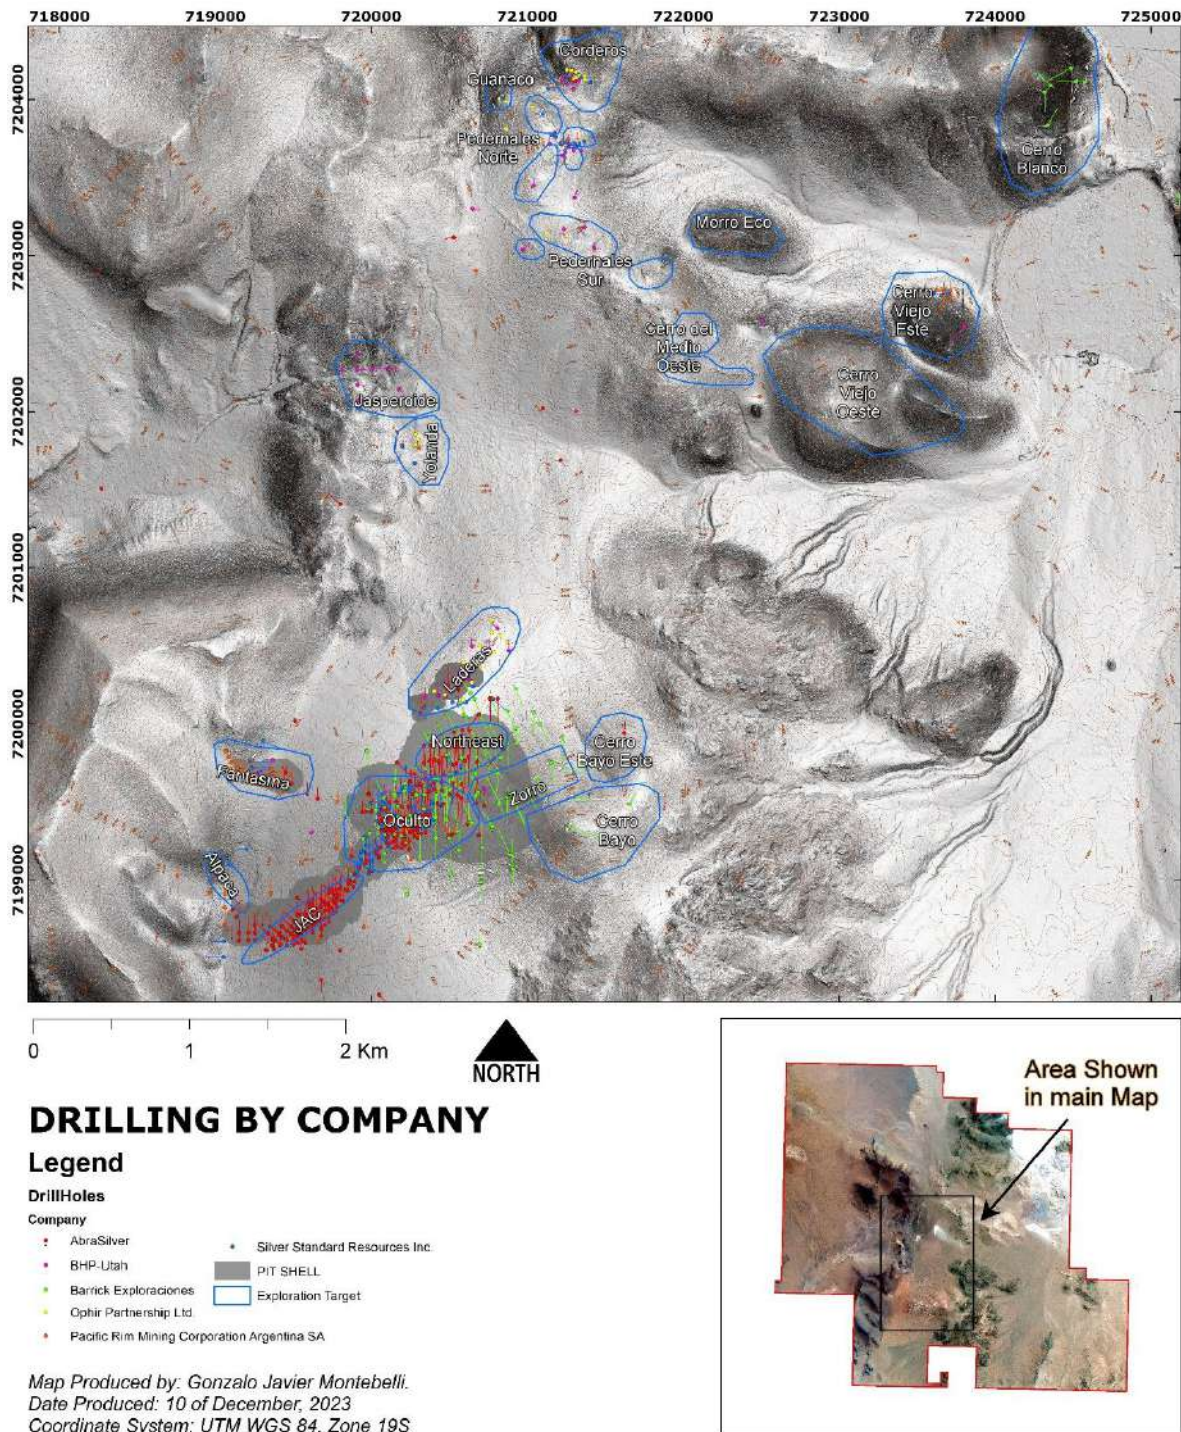 718000 719000 720000 721000 722000 723000 724000 725000
7204000
7203000
7202000
7201000
7200000
7199000
Corderos
Guanaco
Pedernales
Norte
Cerro
Blanco
Morro Eco
Pedernales
Sur
Cerro
Viejo
Este
Cerro del
Medio
Oeste
Cerro
Viejo
Oeste
Jasperoide
Yolanda
Laderas
Northeast
Cerro
Bayo Este
Fantasma
Zorro
Oculto
Cerro
Bayo
Alpaca
JAC
0 1 2 Km
NORTH
Area Shown
in main Map
DRILLING BY COMPANY
Legend
DrillHoles
Company
AbraSilver
BHP-Utah
Barrick Exploraciones
Ophir Partnership Ltd.
Pacific Rim Mining Corporation Argentina SA
Silver Standard Resources Inc.
PIT SHELL
Exploration Target
Map Produced by: Gonzalo Javier Montebelli.
Date Produced: 10 of December, 2023
Coordinate System: UTM WGS 84, Zone 19S